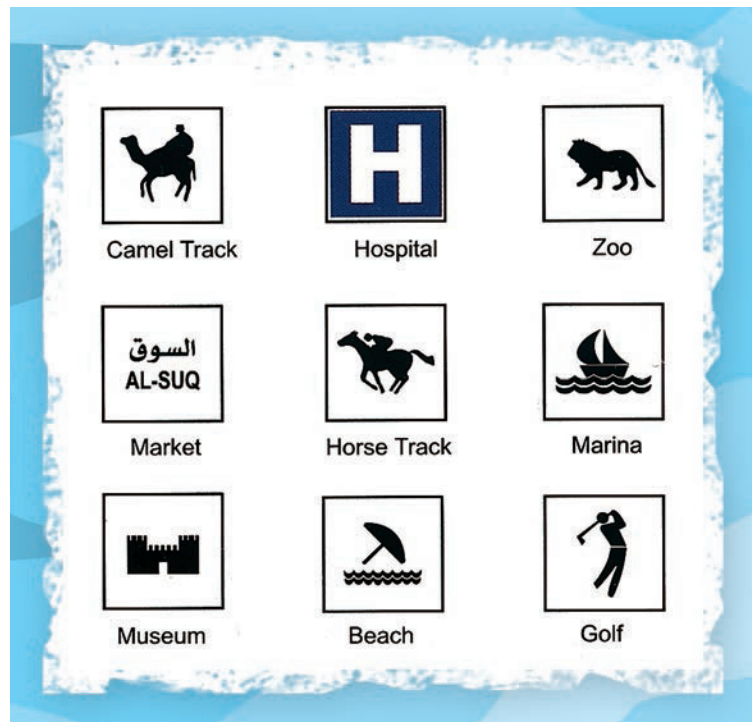 Camel Track
H
Hospital
Zoo
السوق
AL-SUQ
Market
Horse Track
Marina
Museum
Beach
Golf